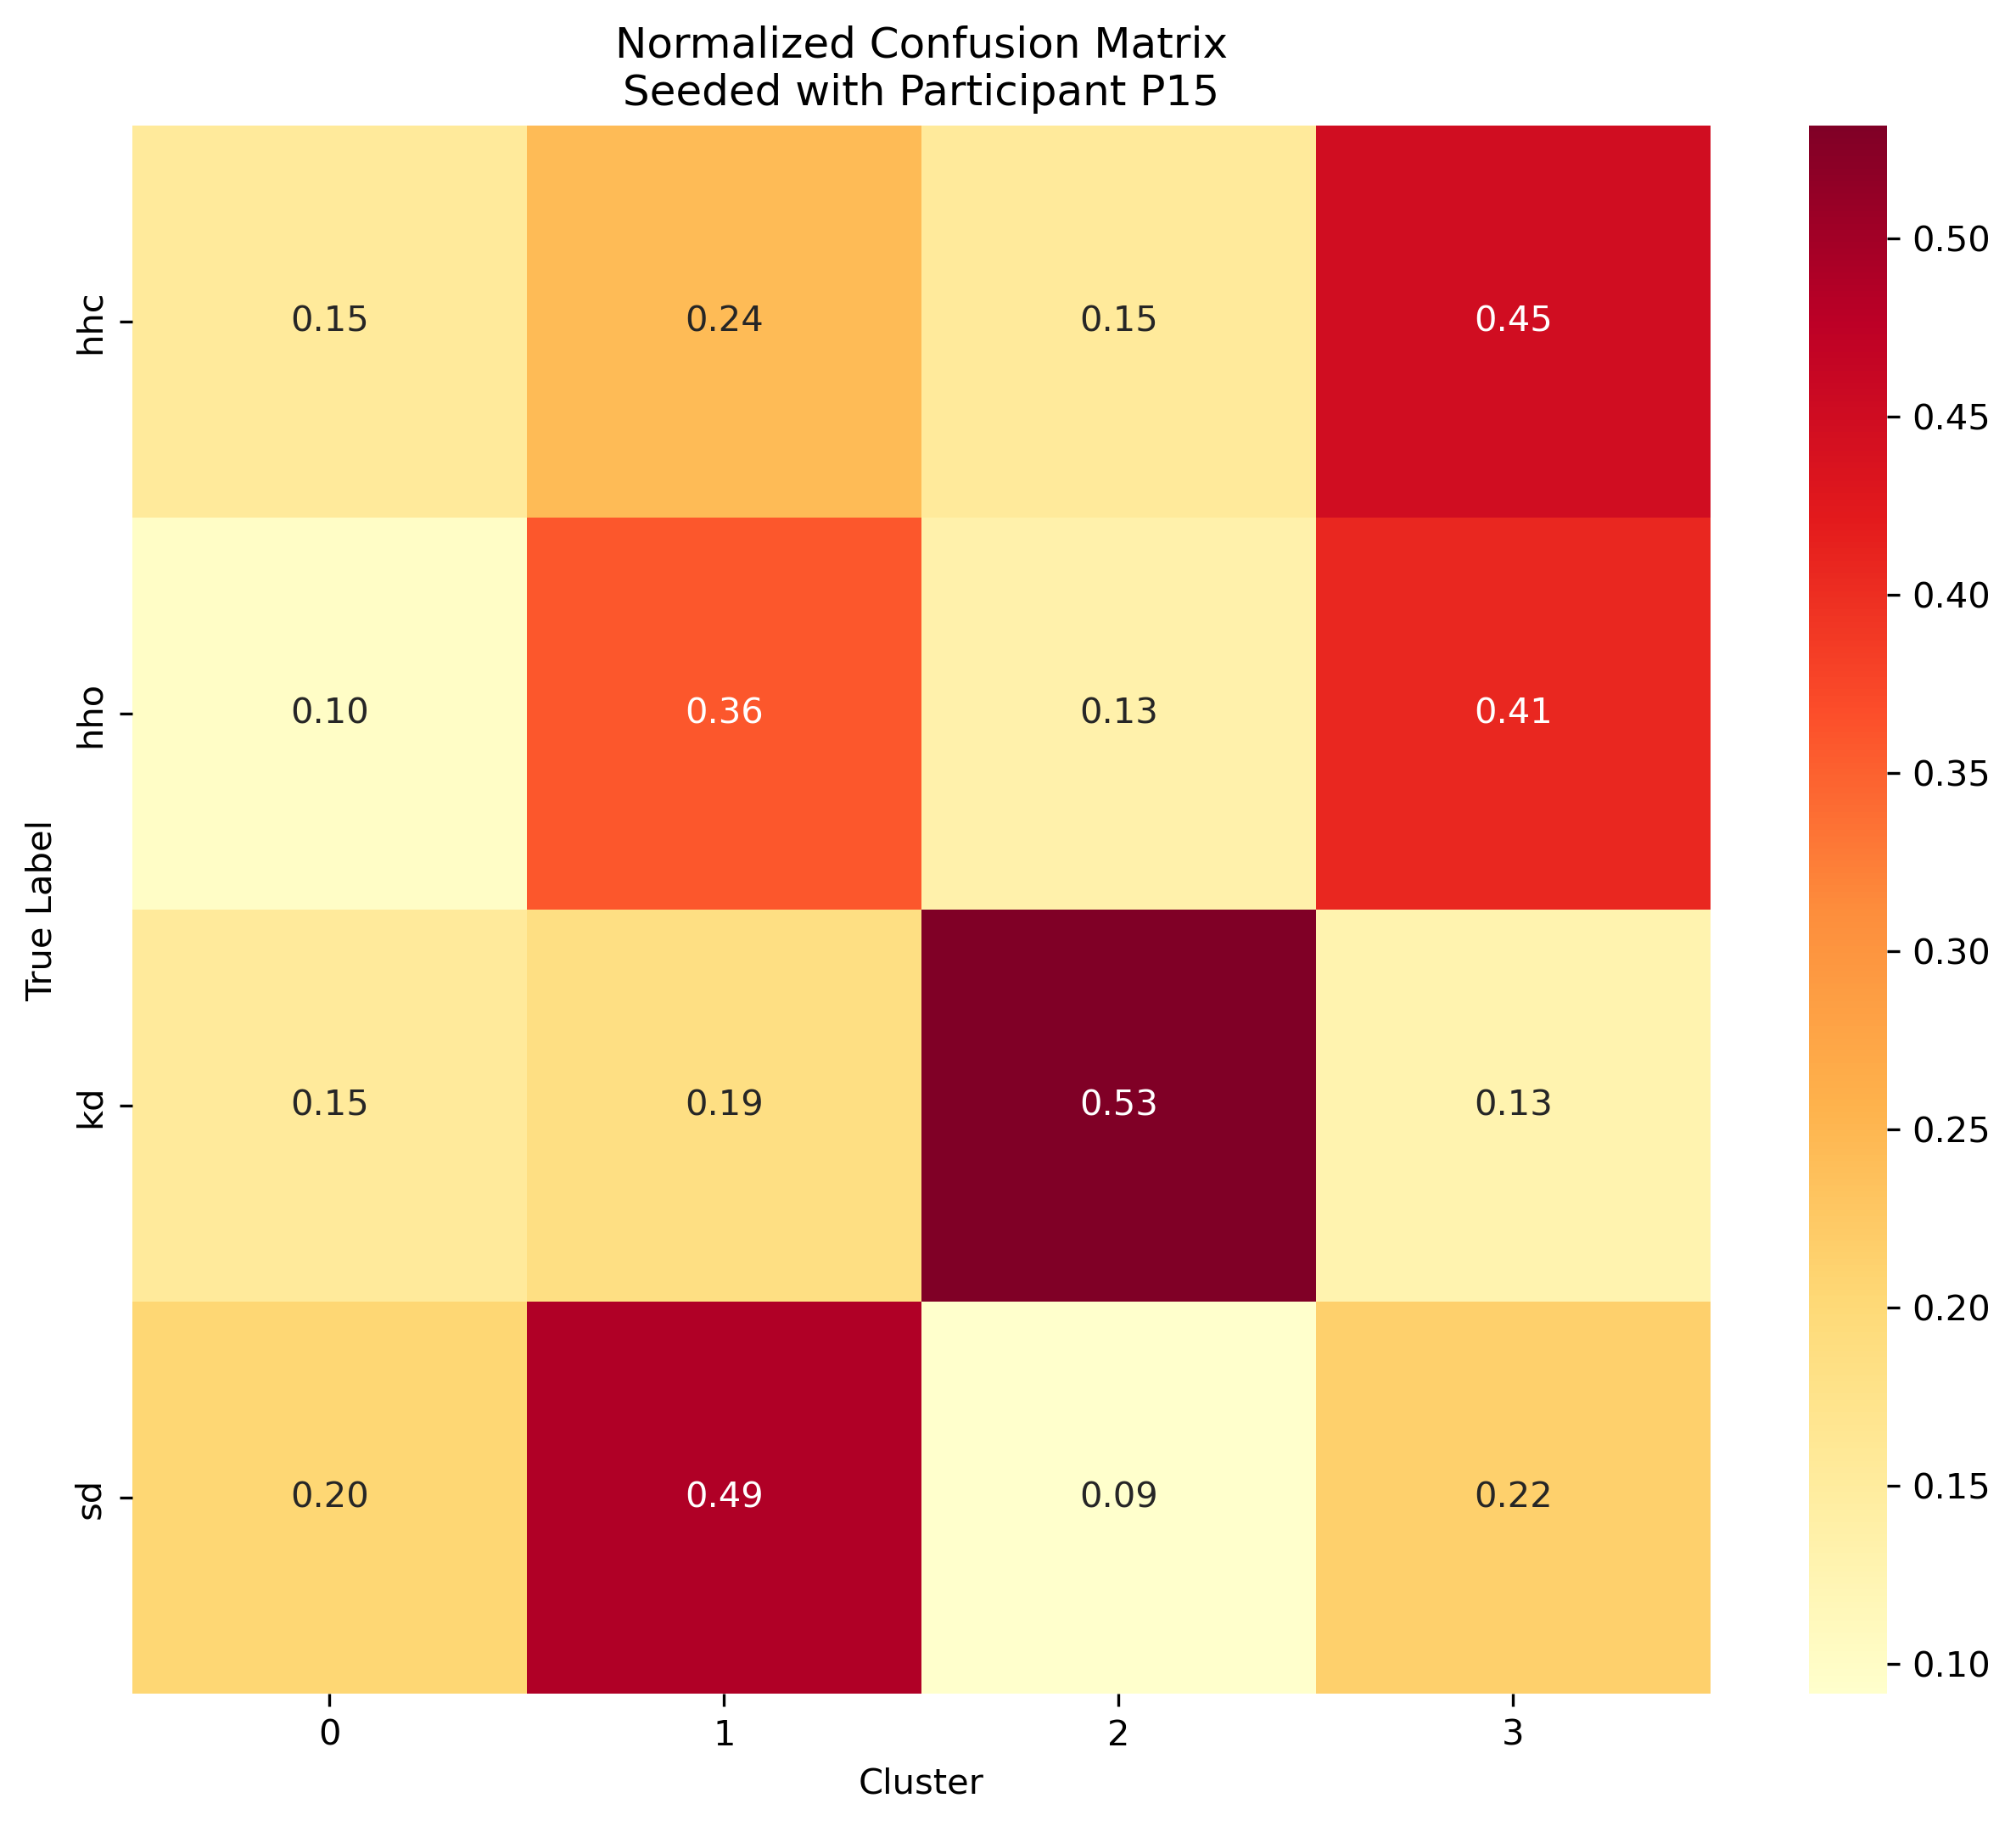 Normalized Confusion Matrix
Seeded with Participant P15
True Label
hhc 0.15 0.24 0.15 0.45
hho 0.10 0.36 0.13 0.41
kd 0.15 0.19 0.53 0.13
sd 0.20 0.49 0.09 0.22
0 1 2 3
Cluster
0.50
0.45
0.40
0.35
0.30
0.25
0.20
0.15
0.10